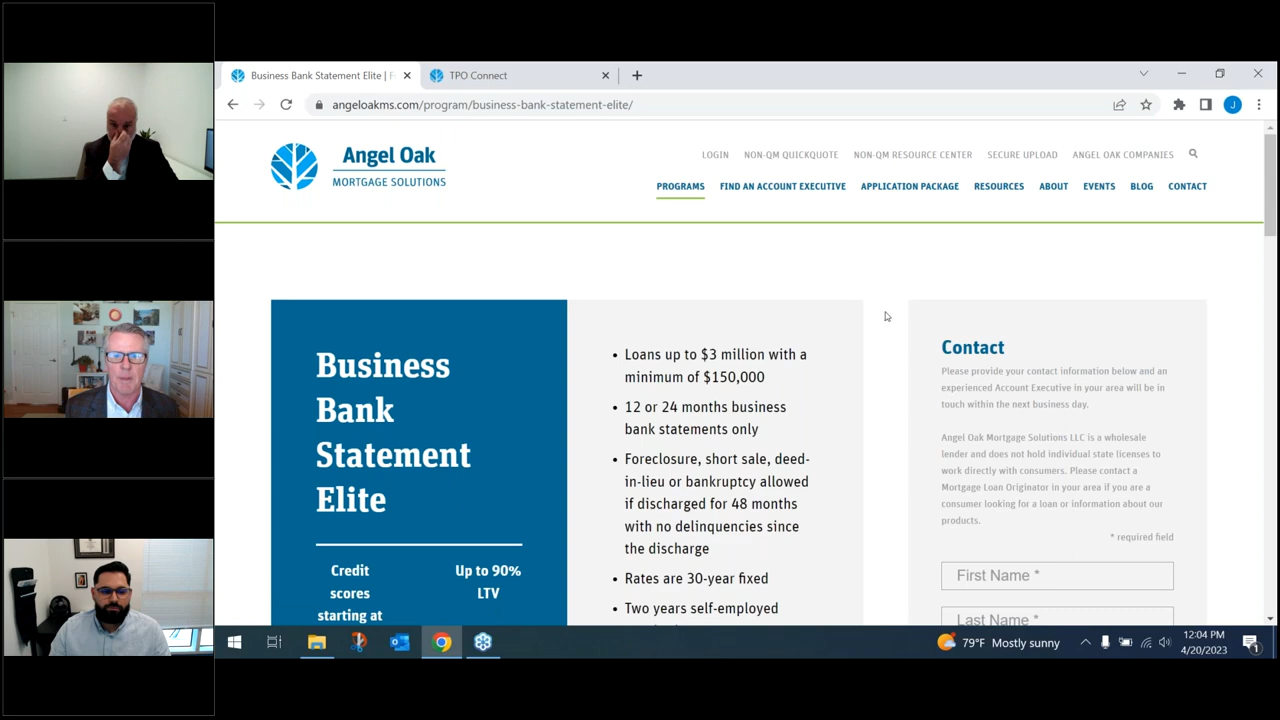 Business Bank Statement Elite | F
TPO Connect
angeloakms.com/program/business-bank-statement-elite/
J
Angel Oak
MORTGAGE SOLUTIONS
LOGIN
NON-QM QUICKQUOTE
NON-QM RESOURCE CENTER
SECURE UPLOAD
ANGEL OAK COMPANIES
PROGRAMS
FIND AN ACCOUNT EXECUTIVE
APPLICATION PACKAGE
RESOURCES
ABOUT
EVENTS
BLOG
CONTACT
Business
Bank
Statement
Elite
Credit
scores
starting at
Up to 90%
LTV
• Loans up to $3 million with a
minimum of $150,000
• 12 or 24 months business
bank statements only
• Foreclosure, short sale, deed-
in-lieu or bankruptcy allowed
if discharged for 48 months
with no delinquencies since
the discharge
• Rates are 30-year fixed
• Two years self-employed
Contact
Please provide your contact information below and an
experienced Account Executive in your area will be in
touch within the next business day.
Angel Oak Mortgage Solutions LLC is a wholesale
lender and does not hold individual state licenses to
work directly with consumers. Please contact a
Mortgage Loan Originator in your area if you are a
consumer looking for a loan or information about our
products.
* required field
First Name *
Last Name *
79°F Mostly sunny
12:04 PM
4/20/2023
1